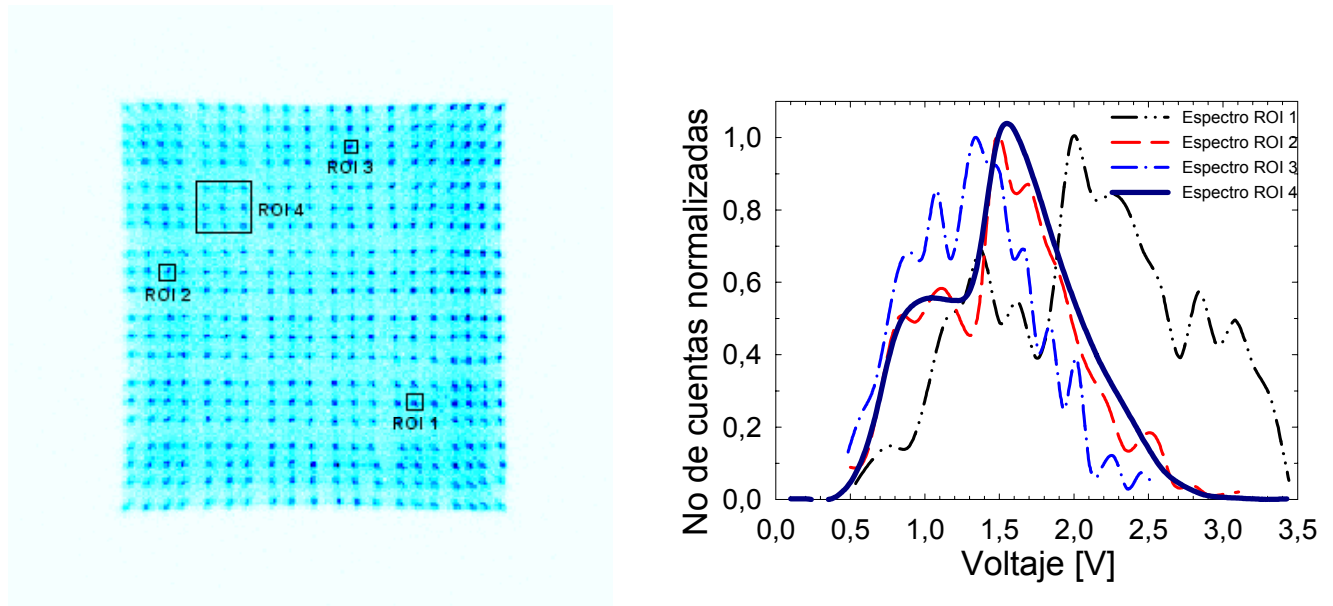 ROI 3
ROI 4
ROI 2
ROI 1
No de cuentas normalizadas
1,0
0,8
0,6
0,4
0,2
0,0
0,0 0,5 1,0 1,5 2,0 2,5 3,0 3,5
Voltaje [V]
Espectro ROI 1
Espectro ROI 2
Espectro ROI 3
Espectro ROI 4